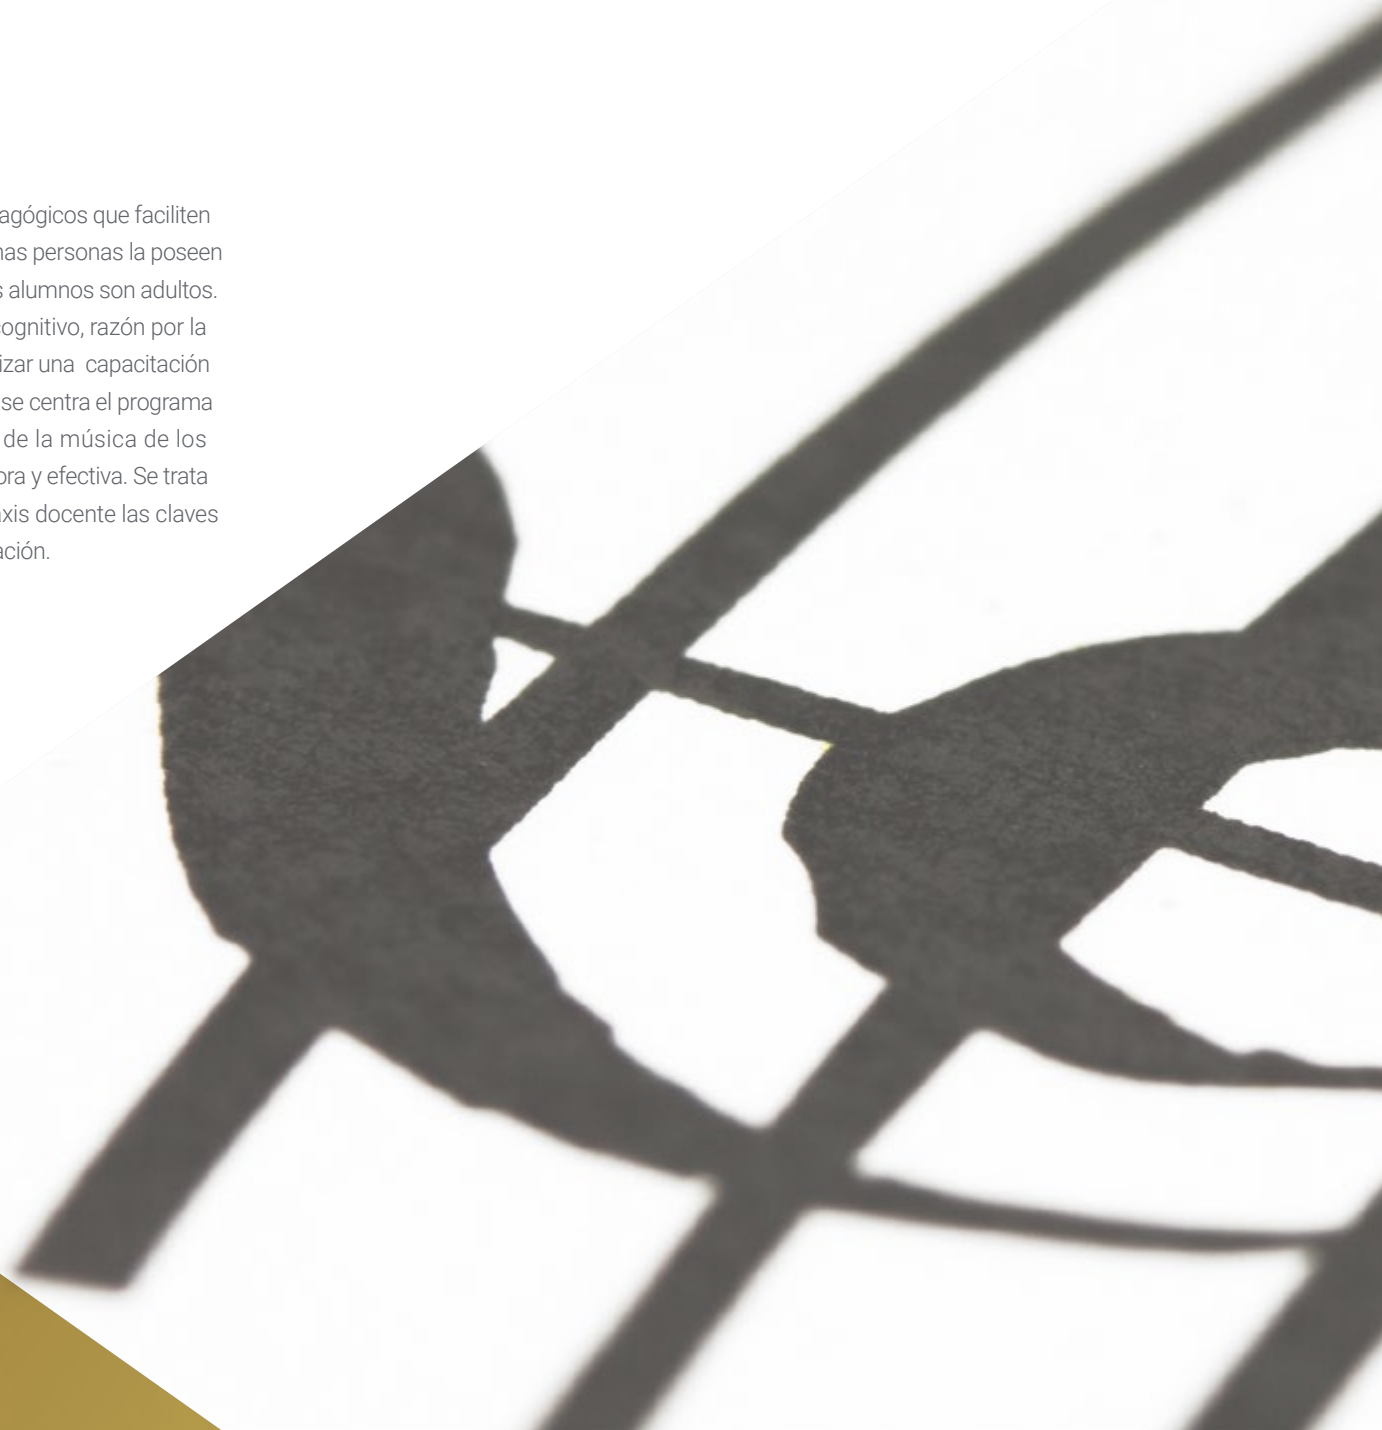 agógicos que faciliten
nas personas la poseen
s alumnos son adultos.
ognitivo, razón por la
izar una  capacitación
se centra el programa
de la música de los
ora y efectiva. Se trata
axis docente las claves
ación.